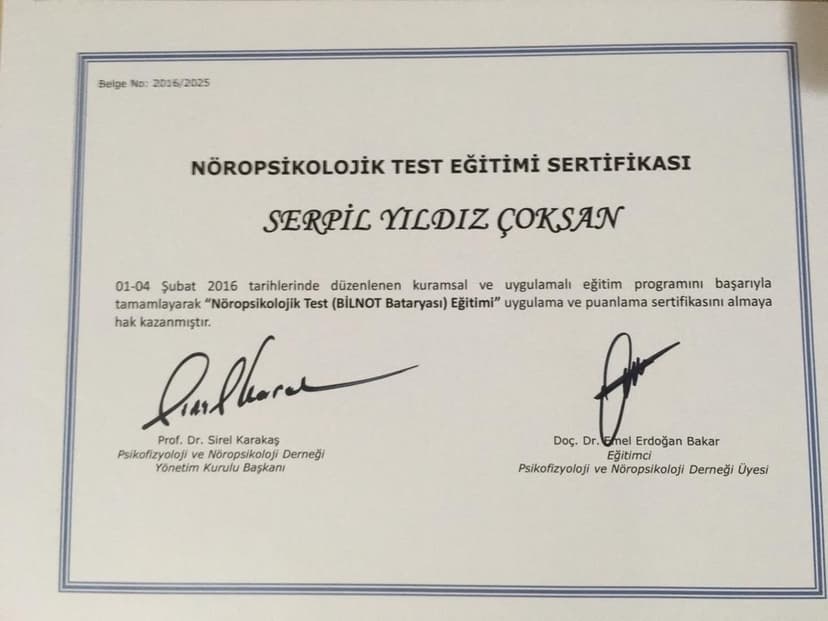 Belge No: 2016/2025
NÖROPSİKOLOJİK TEST EĞİTİMİ SERTİFİKASI
SERPİL YILDIZ ÇOKSAN
01-04 Şubat 2016 tarihlerinde düzenlenen kuramsal ve uygulamalı eğitim programını başarıyla
tamamlayarak “Nöropsikolojik Test (BİLNOT Bataryası) Eğitimi” uygulama ve puanlama sertifikasını almaya
hak kazanmıştır.
Prof. Dr. Sirel Karakaş
Psikofizyoloji ve Nöropsikoloji Derneği
Yönetim Kurulu Başkanı
Doç. Dr. Emel Erdoğan Bakar
Eğitimci
Psikofizyoloji ve Nöropsikoloji Derneği Üyesi